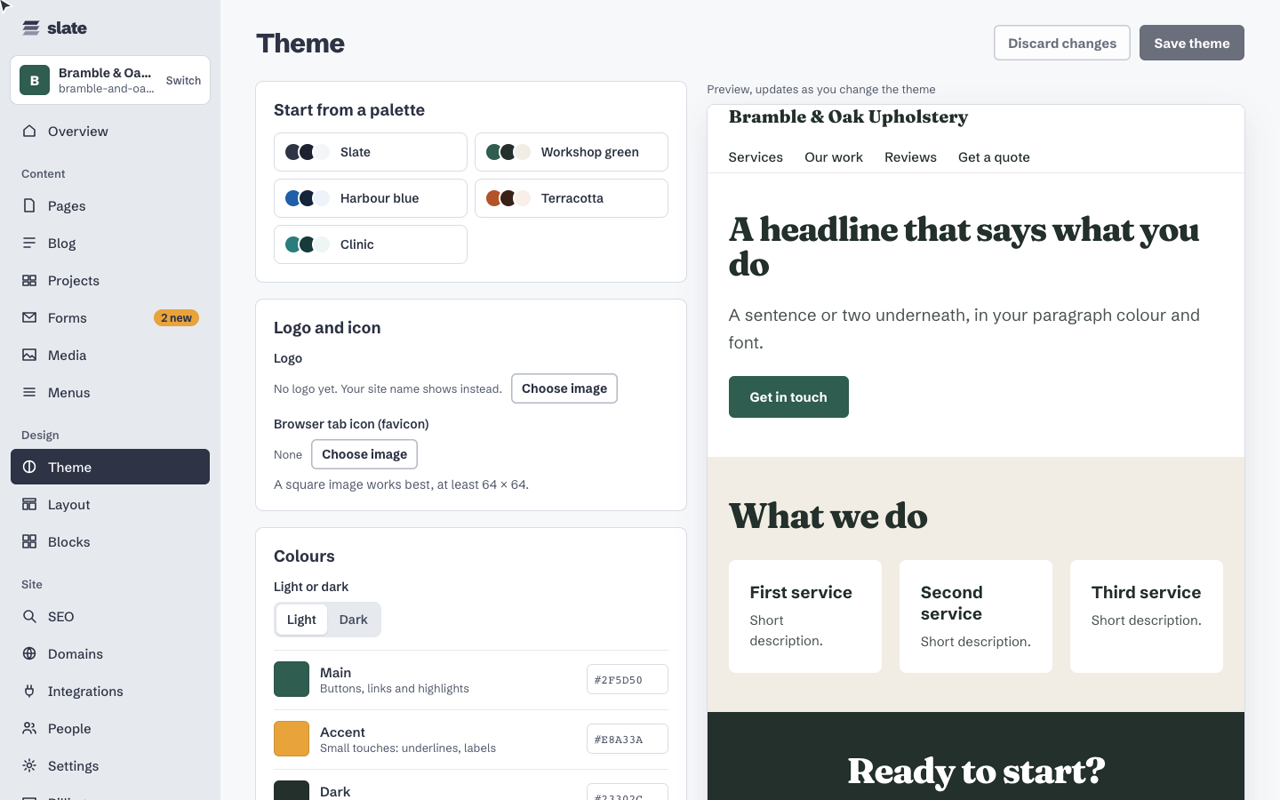 slate
B
Bramble & Oa...
bramble-and-oa...
Switch
Overview
Content
Pages
Blog
Projects
Forms
2 new
Media
Menus
Design
Theme
Layout
Blocks
Site
SEO
Domains
Integrations
People
Settings
Theme
Discard changes
Save theme
Start from a palette
Slate
Workshop green
Harbour blue
Terracotta
Clinic
Logo and icon
Logo
No logo yet. Your site name shows instead.
Choose image
Browser tab icon (favicon)
None
Choose image
A square image works best, at least 64 × 64.
Colours
Light or dark
Light
Dark
Main
Buttons, links and highlights
#2F5D50
Accent
Small touches: underlines, labels
#E8A33A
Dark
Preview, updates as you change the theme
Bramble & Oak Upholstery
Services
Our work
Reviews
Get a quote
A headline that says what you
do
A sentence or two underneath, in your paragraph colour and
font.
Get in touch
What we do
First service
Short
description.
Second
service
Short description.
Third service
Short description.
Ready to start?